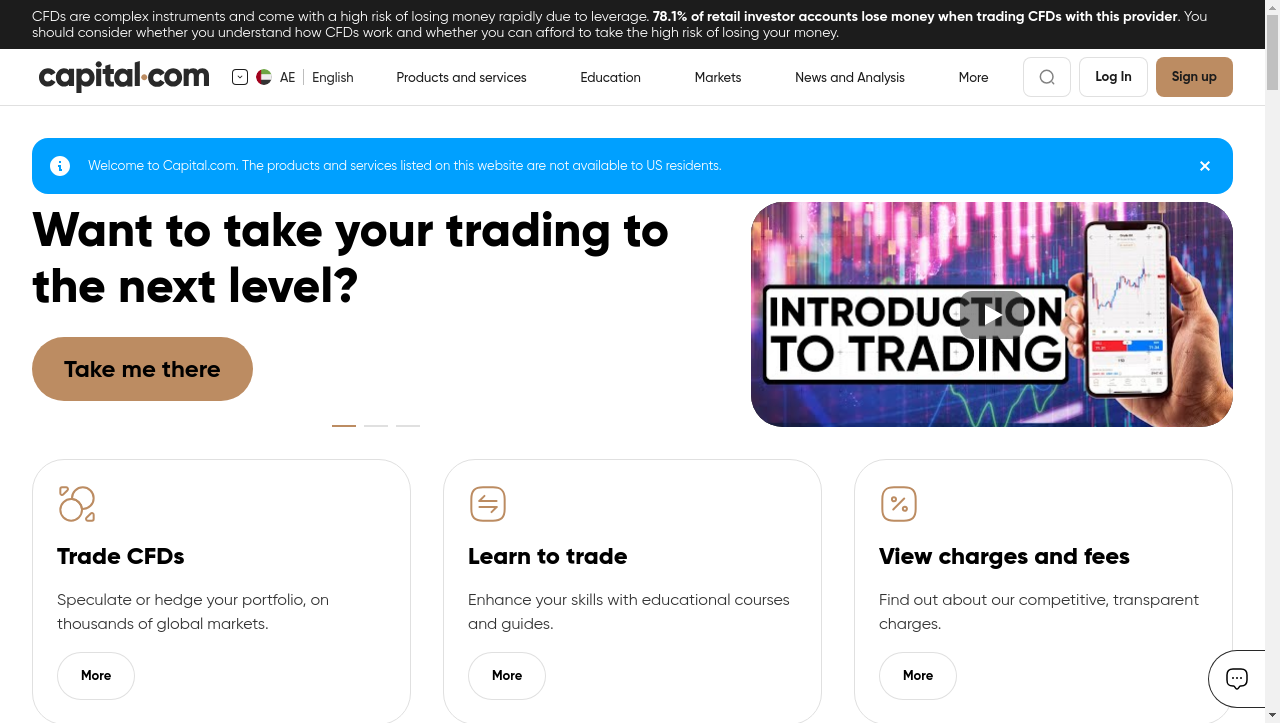 CFDs are complex instruments and come with a high risk of losing money rapidly due to leverage. 78.1% of retail investor accounts lose money when trading CFDs with this provider. You
should consider whether you understand how CFDs work and whether you can afford to take the high risk of losing your money.
capital.com
AE
English
Products and services
Education
Markets
News and Analysis
More
Log In
Sign up
Welcome to Capital.com. The products and services listed on this website are not available to US residents.
Want to take your trading to
the next level?
Take me there
INTRODUCTION
TO TRADING
Trade CFDs
Speculate or hedge your portfolio, on
thousands of global markets.
More
Learn to trade
Enhance your skills with educational courses
and guides.
More
View charges and fees
Find out about our competitive, transparent
charges.
More